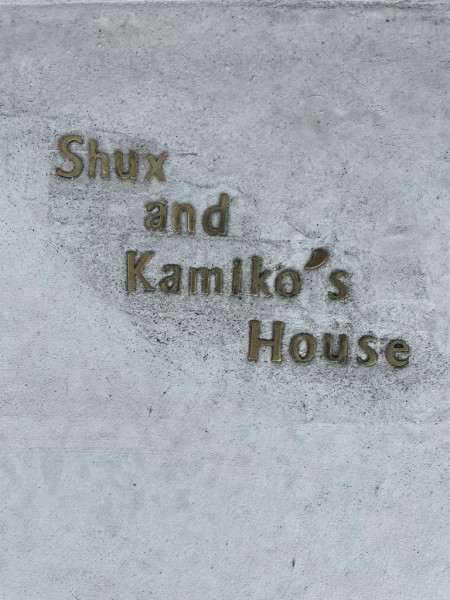 Shux
and
Kamiko's
House